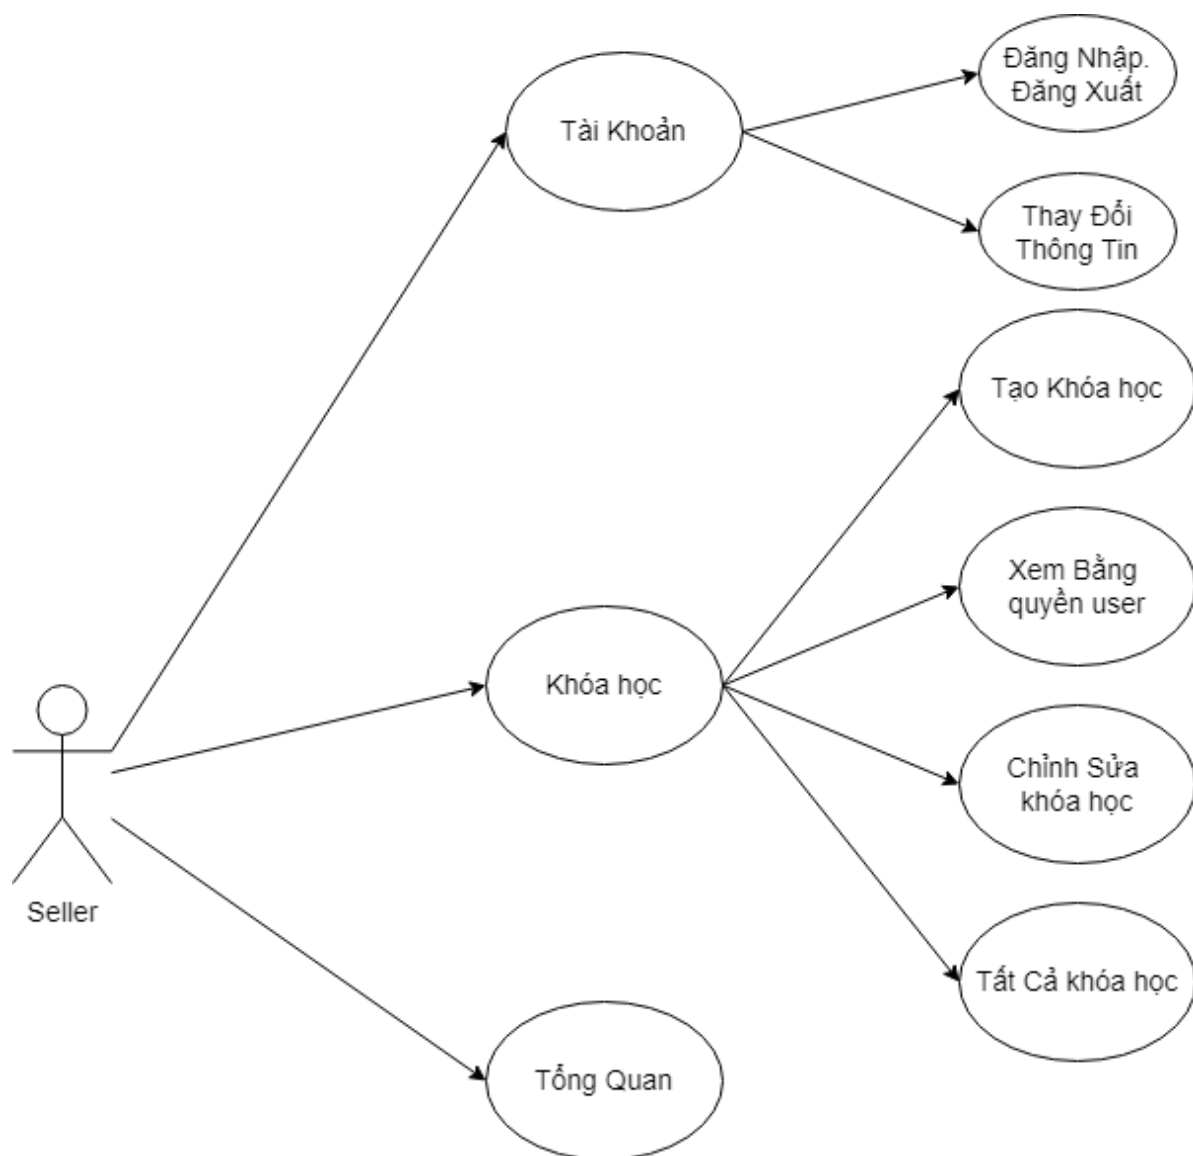 Đăng Nhập.
Đăng Xuất
Tài Khoản
Thay Đổi
Thông Tin
Tạo Khóa học
Xem Bằng
quyền user
Khóa học
Chỉnh Sửa
khóa học
Seller
Tất Cả khóa học
Tổng Quan